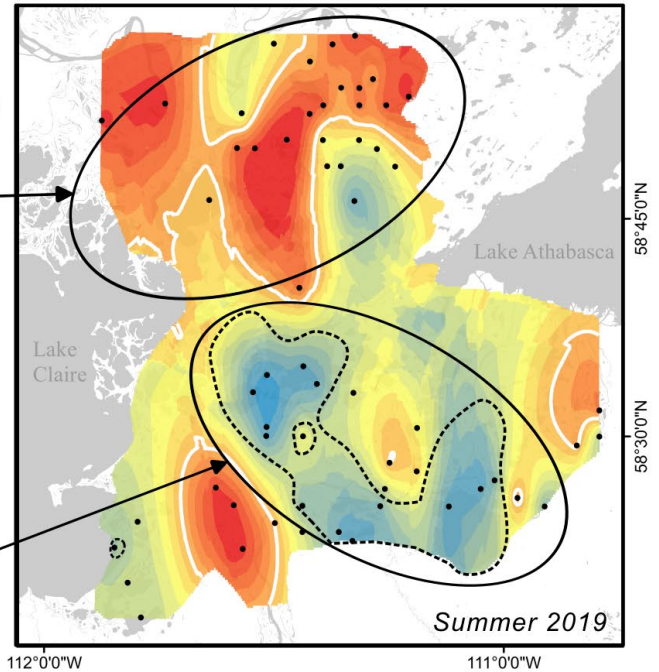 58°45'0"N
Lake Athabasca
Lake
Claire
58°30'0"N
Summer 2019
112°0'0"W
111°0'0"W